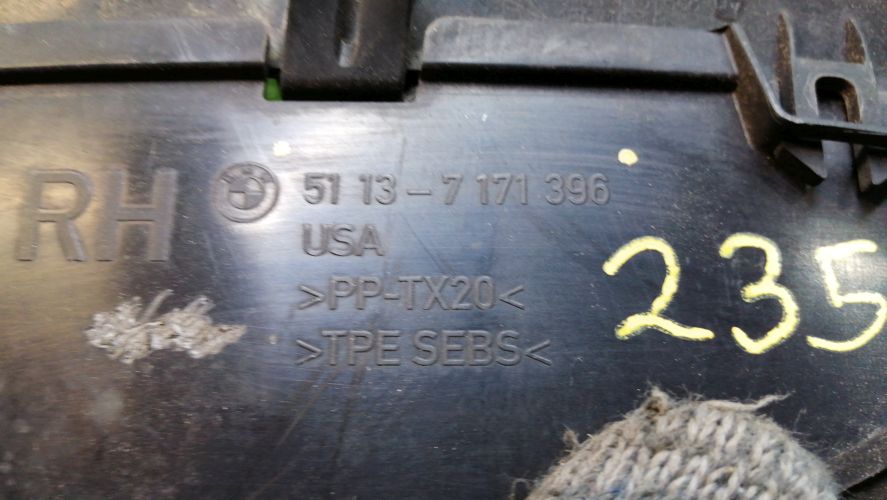 RH 51 13 - 7 171 396
USA
>PP-TX20<
>TPE SEBS<
235